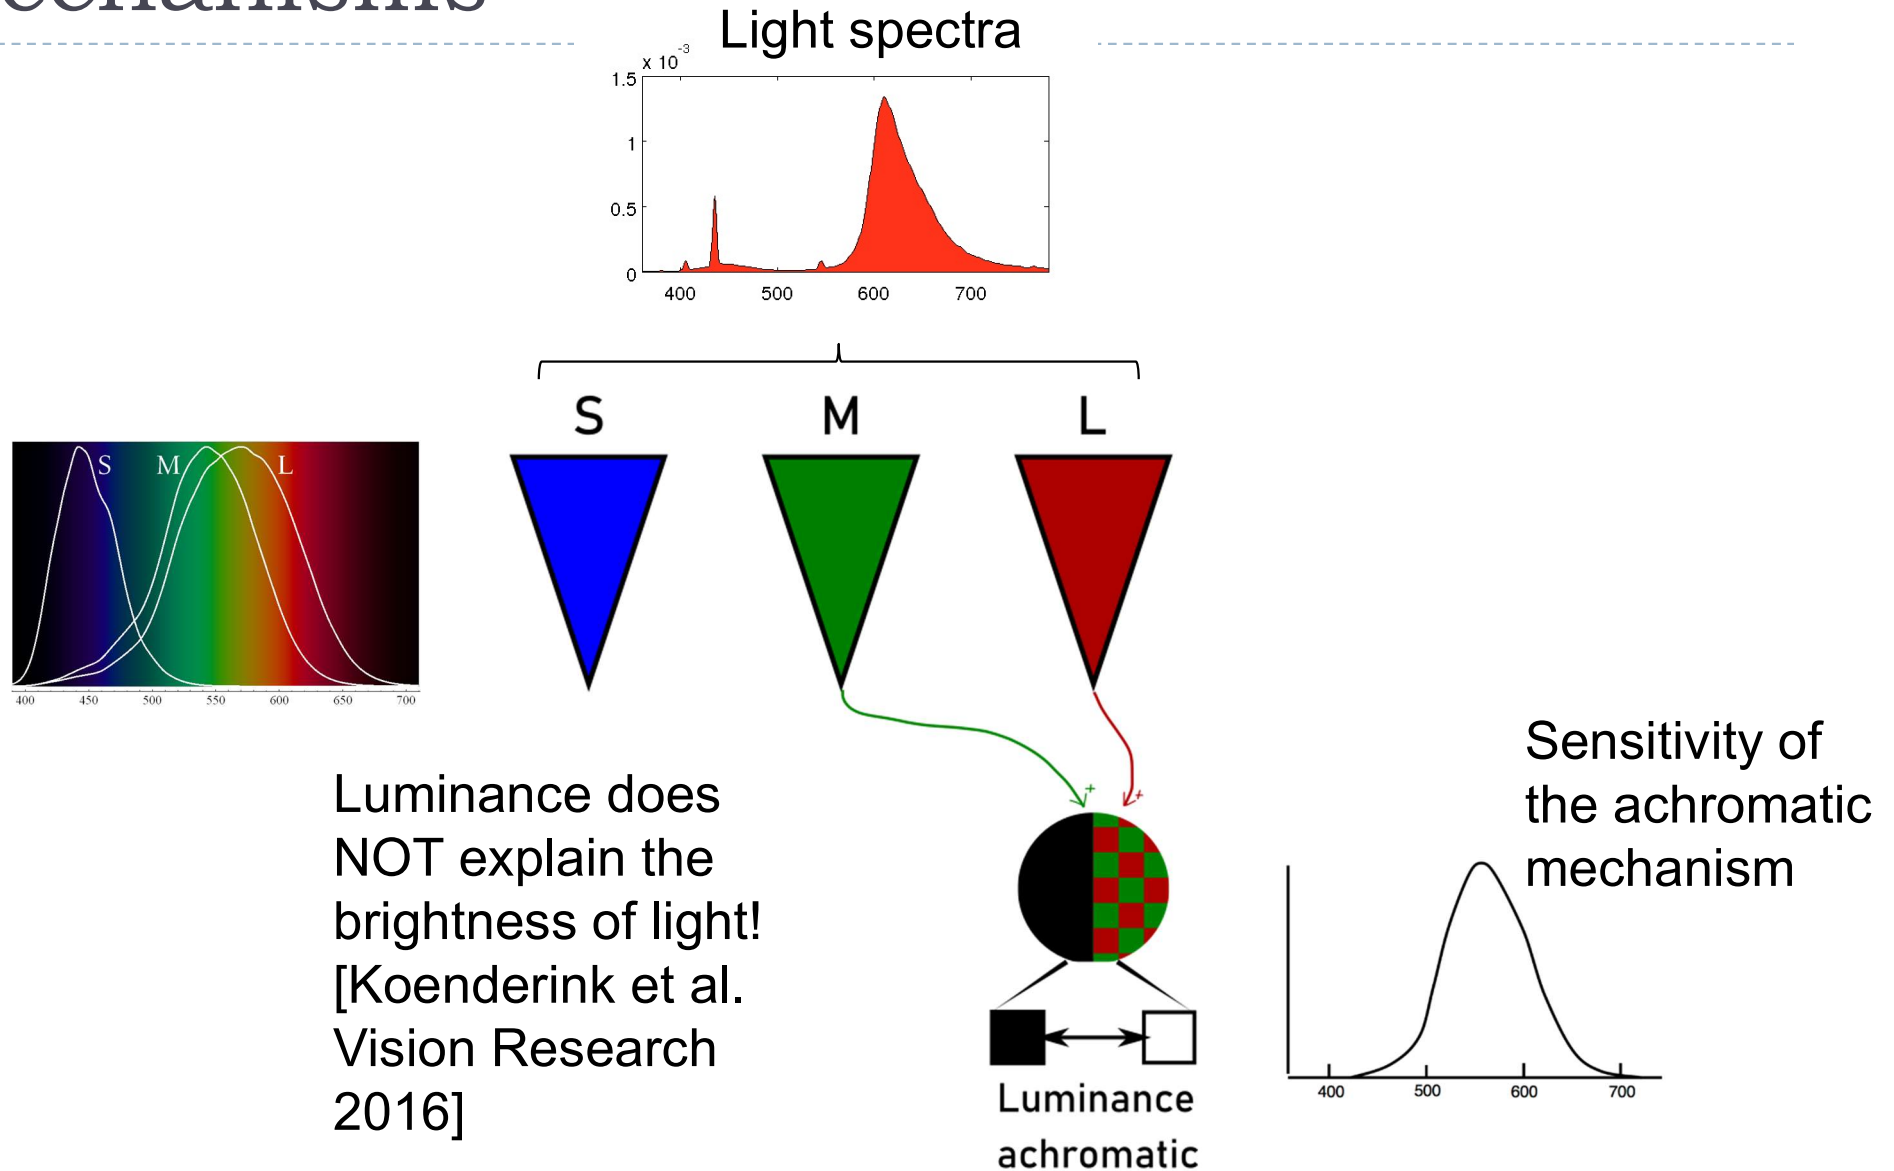 Light spectra
x 10
-3
1.5
1
0.5
0
400 500 600 700
S M L
S M L
400 450 500 550 600 650 700
+ +
Luminance does
NOT explain the
brightness of light!
[Koenderink et al.
Vision Research
2016]
Luminance
achromatic
Sensitivity of
the achromatic
mechanism
400 500 600 700